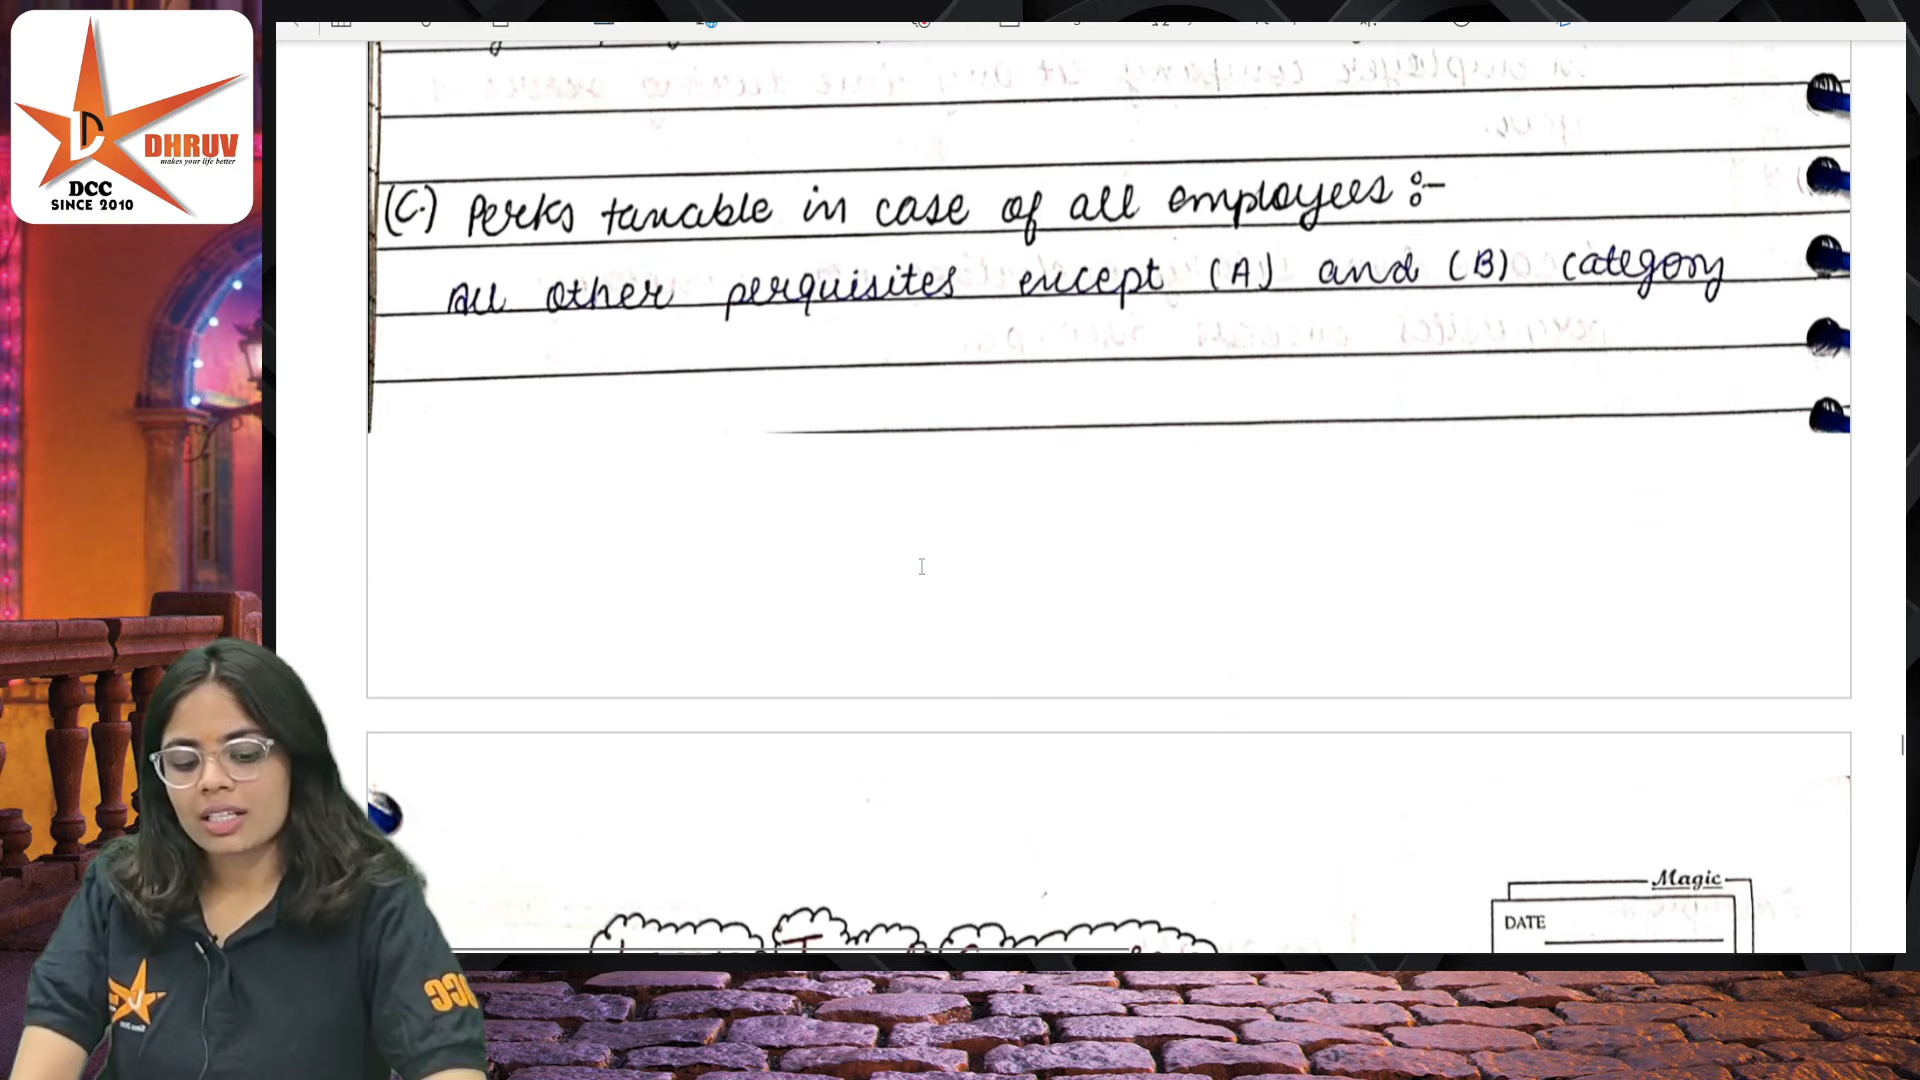 DHRUV
makes your life better
DCC
SINCE 2010
(C.) Perks taxable in case of all employees :-
All other perquisites except (A) and (B) category
Magic
DATE
DCC